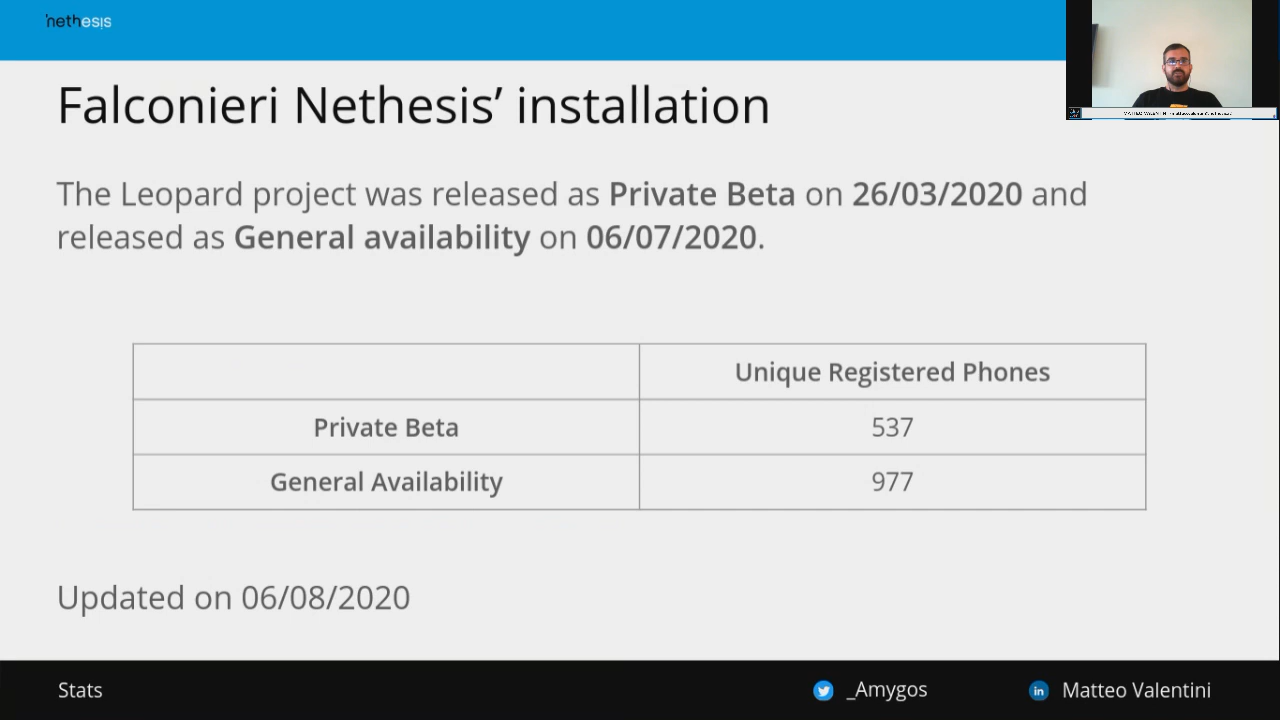 nethesis
Falconieri Nethesis’ installation
The Leopard project was released as Private Beta on 26/03/2020 and
released as General availability on 06/07/2020.
Unique Registered Phones
Private Beta 537
General Availability 977
Updated on 06/08/2020
Stats
_Amygos
in
Matteo Valentini